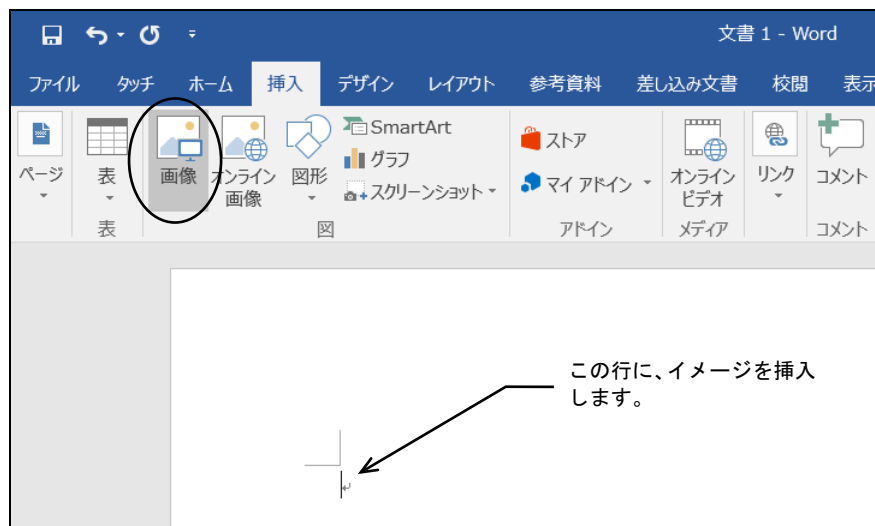 文書 1 - Word
ファイル タッチ ホーム 挿入 デザイン レイアウト 参考資料 差し込み文書 校閲 表示
ページ
表
画像
オンライン
画像
図形
SmartArt
グラフ
スクリーンショット
ストア
マイ アドイン
オンライン
ビデオ
リンク
コメント
表 図 アドイン メディア コメント
この行に、イメージを挿入
します。